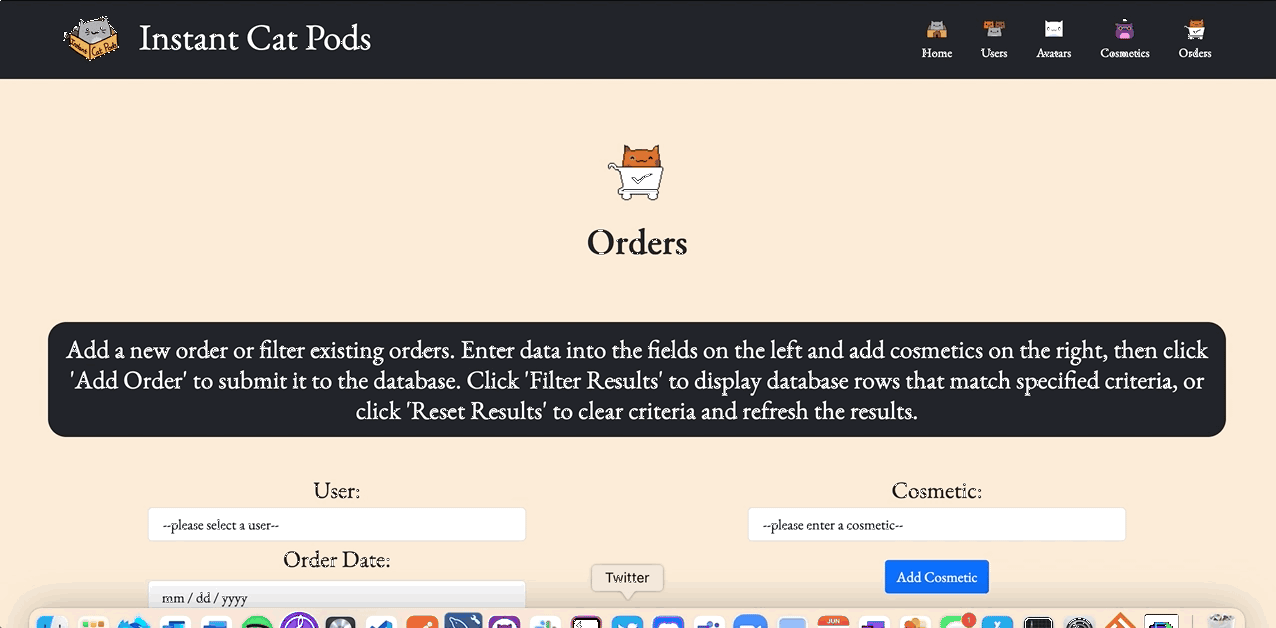 Instant Cat Pods
Home
Users
Avatars
Cosmetics
Orders
Orders
Add a new order or filter existing orders. Enter data into the fields on the left and add cosmetics on the right, then click
'Add Order' to submit it to the database. Click 'Filter Results' to display database rows that match specified criteria, or
click 'Reset Results' to clear criteria and refresh the results.
User:
--please select a user--
Order Date:
mm / dd / yyyy
Cosmetic:
--please enter a cosmetic--
Add Cosmetic
Twitter
JUN
1